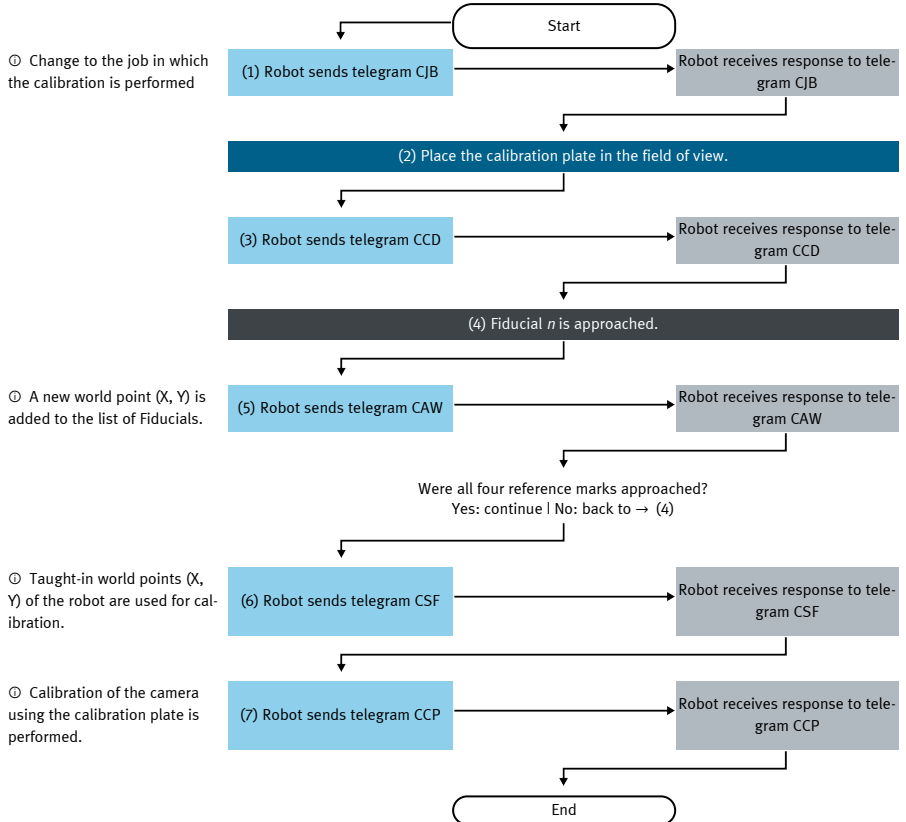 Start
ⓘ Change to the job in which
the calibration is performed
(1) Robot sends telegram CJB
Robot receives response to tele-
gram CJB
(2) Place the calibration plate in the field of view.
(3) Robot sends telegram CCD
Robot receives response to tele-
gram CCD
(4) Fiducial n is approached.
ⓘ A new world point (X, Y) is
added to the list of Fiducials.
(5) Robot sends telegram CAW
Robot receives response to tele-
gram CAW
Were all four reference marks approached?
Yes: continue | No: back to → (4)
ⓘ Taught-in world points (X,
Y) of the robot are used for cal-
ibration.
(6) Robot sends telegram CSF
Robot receives response to tele-
gram CSF
ⓘ Calibration of the camera
using the calibration plate is
performed.
(7) Robot sends telegram CCP
Robot receives response to tele-
gram CCP
End